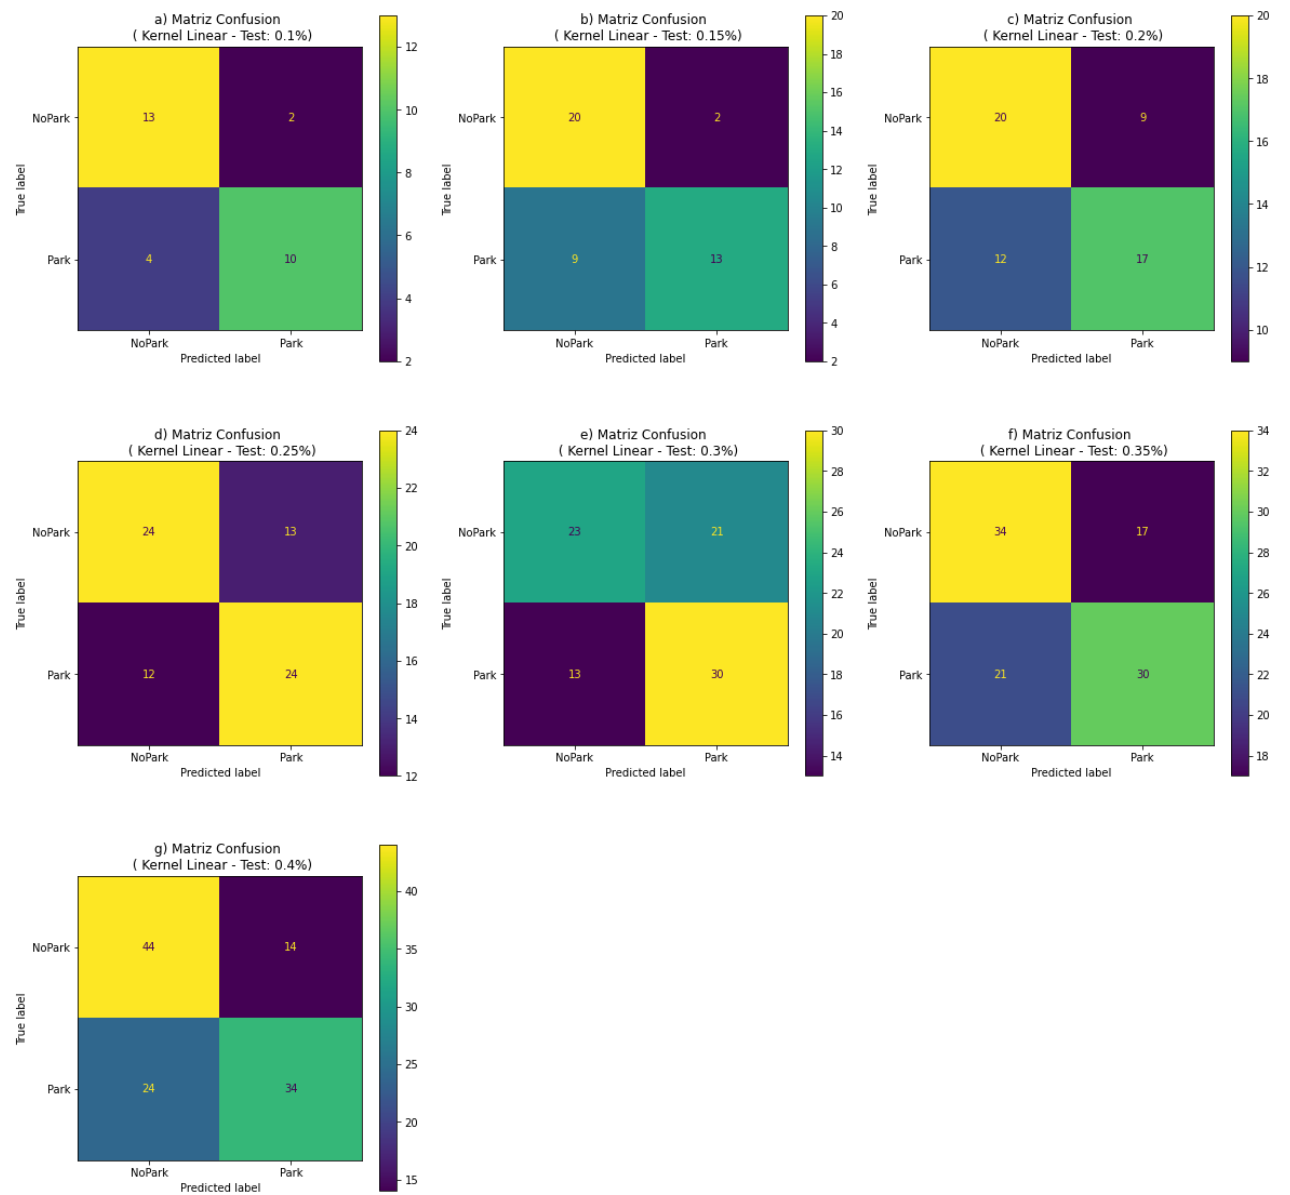 a) Matriz Confusion
( Kernel Linear - Test: 0.1%)
NoPark
13
2
Park
4
10
NoPark
Park
Predicted label
True label
12
10
8
6
4
2
b) Matriz Confusion
( Kernel Linear - Test: 0.15%)
NoPark
20
2
Park
9
13
NoPark
Park
Predicted label
True label
20
18
16
14
12
10
8
6
4
2
c) Matriz Confusion
( Kernel Linear - Test: 0.2%)
NoPark
20
9
Park
12
17
NoPark
Park
Predicted label
True label
20
18
16
14
12
10
d) Matriz Confusion
( Kernel Linear - Test: 0.25%)
NoPark
24
13
Park
12
24
NoPark
Park
Predicted label
True label
24
22
20
18
16
14
12
e) Matriz Confusion
( Kernel Linear - Test: 0.3%)
NoPark
23
21
Park
13
30
NoPark
Park
Predicted label
True label
30
28
26
24
22
20
18
16
14
f) Matriz Confusion
( Kernel Linear - Test: 0.35%)
NoPark
34
17
Park
21
30
NoPark
Park
Predicted label
True label
34
32
30
28
26
24
22
20
18
g) Matriz Confusion
( Kernel Linear - Test: 0.4%)
NoPark
44
14
Park
24
34
NoPark
Park
Predicted label
True label
40
35
30
25
20
15